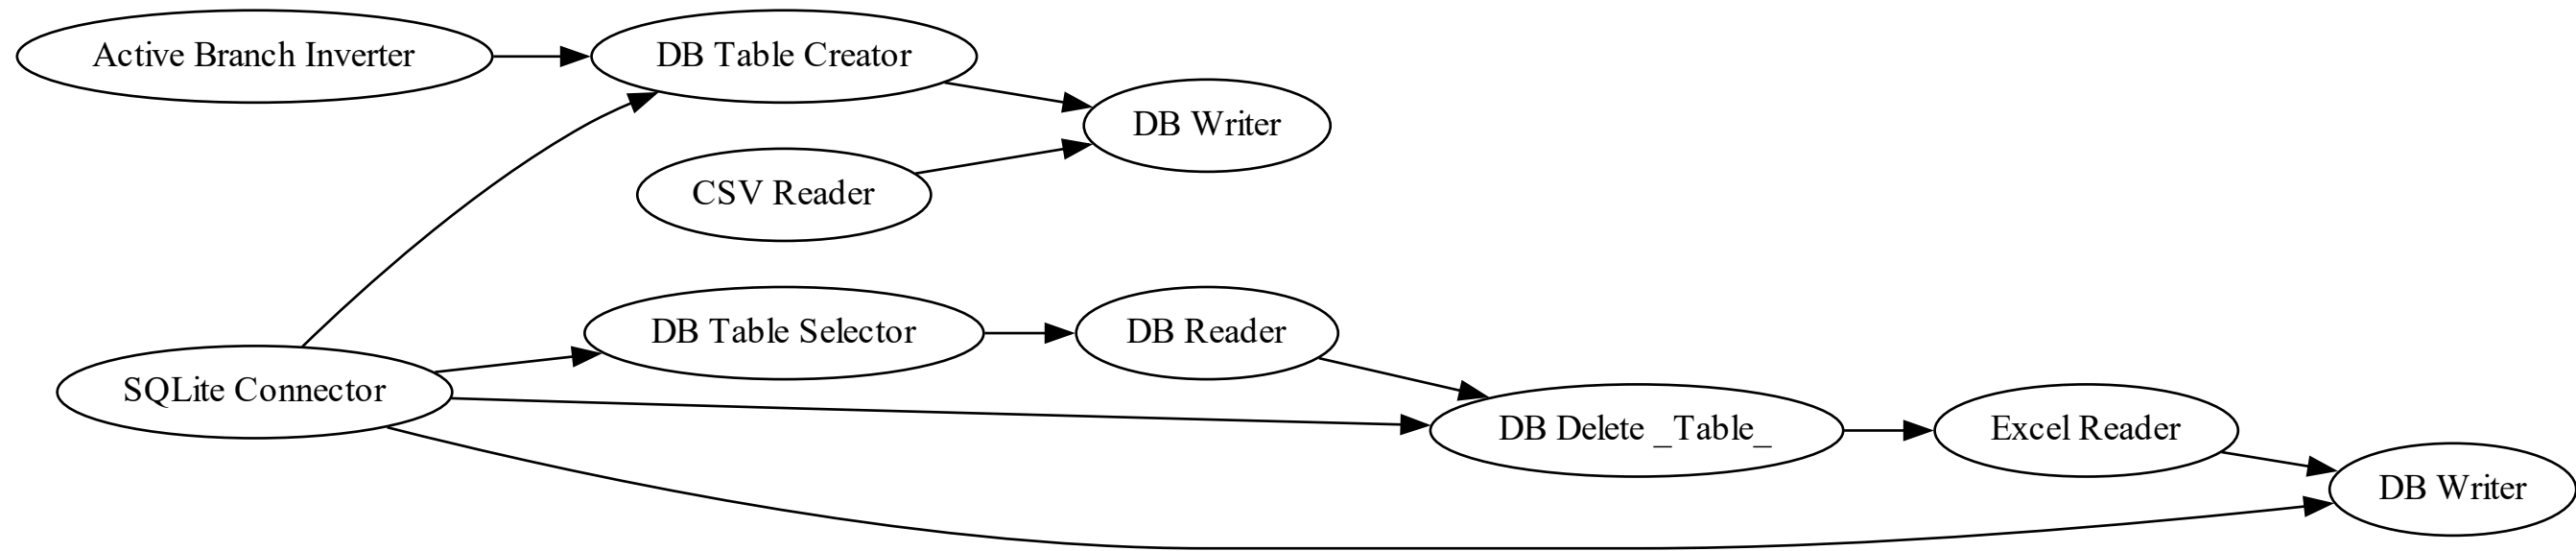 Active Branch Inverter
DB Table Creator
DB Writer
CSV Reader
DB Table Selector
DB Reader
SQLite Connector
DB Delete _Table_
Excel Reader
DB Writer